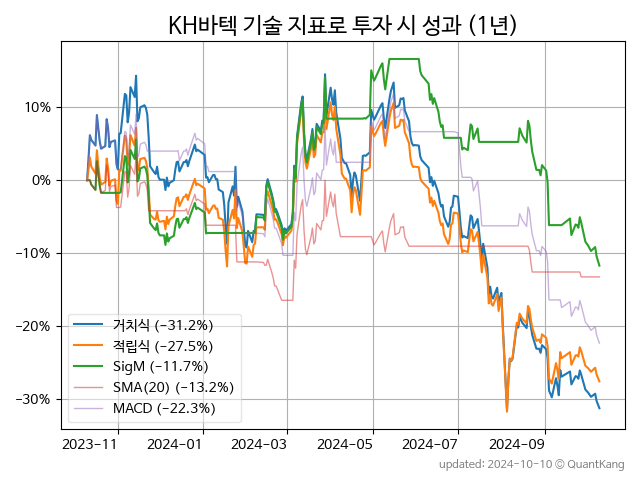 KH바텍 기술 지표로 투자 시 성과 (1년)
10%
0%
−10%
−20%
−30%
거치식 (−31.2%)
적립식 (−27.5%)
SigM (−11.7%)
SMA(20) (−13.2%)
MACD (−22.3%)
2023-11 2024-01 2024-03 2024-05 2024-07 2024-09
updated: 2024-10-10 © QuantKang